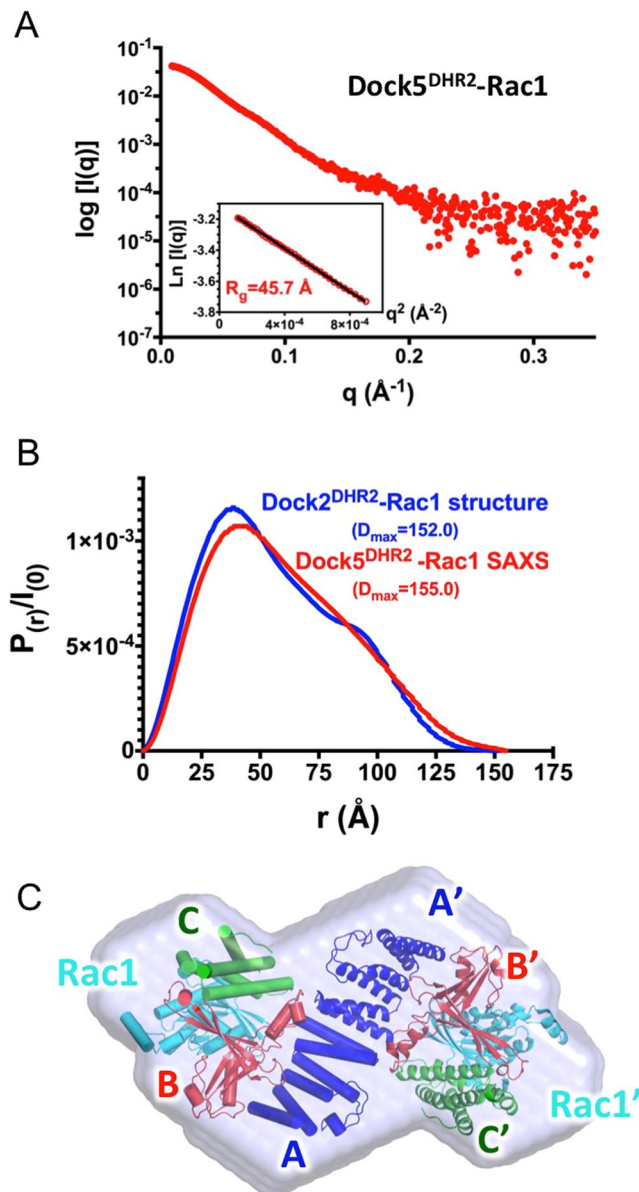 A
Dock5ᴰᴴᴿ²-Rac1
log [I(q)]
10⁻¹
10⁻²
10⁻³
10⁻⁴
10⁻⁵
10⁻⁶
10⁻⁷
Ln [I(q)]
-3.2
-3.4
-3.6
-3.8
Rg=45.7 Å
4×10⁻⁴
8×10⁻⁴
q² (Å⁻²)
0.0
0.1
0.2
0.3
q (Å⁻¹)
B
Dock2ᴰᴴᴿ²-Rac1 structure
(Dmax=152.0)
Dock5ᴰᴴᴿ² -Rac1 SAXS
(Dmax=155.0)
P(r)/I(0)
1×10⁻³
5×10⁻⁴
0
0
25
50
75
100
125
150
175
r (Å)
C
C
A’
Rac1
B’
B
A
C’
Rac1’